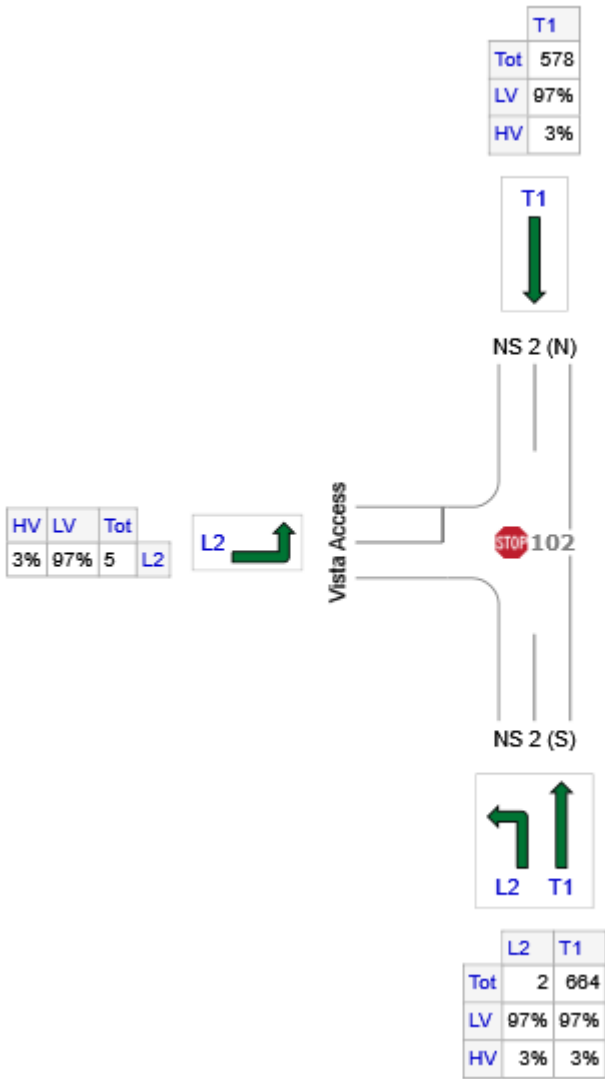 T1
Tot 578
LV 97%
HV 3%
T1
NS 2 (N)
HV LV Tot
3% 97% 5 L2
L2
Vista Access
STOP 102
NS 2 (S)
L2 T1
L2 T1
Tot 2 664
LV 97% 97%
HV 3% 3%